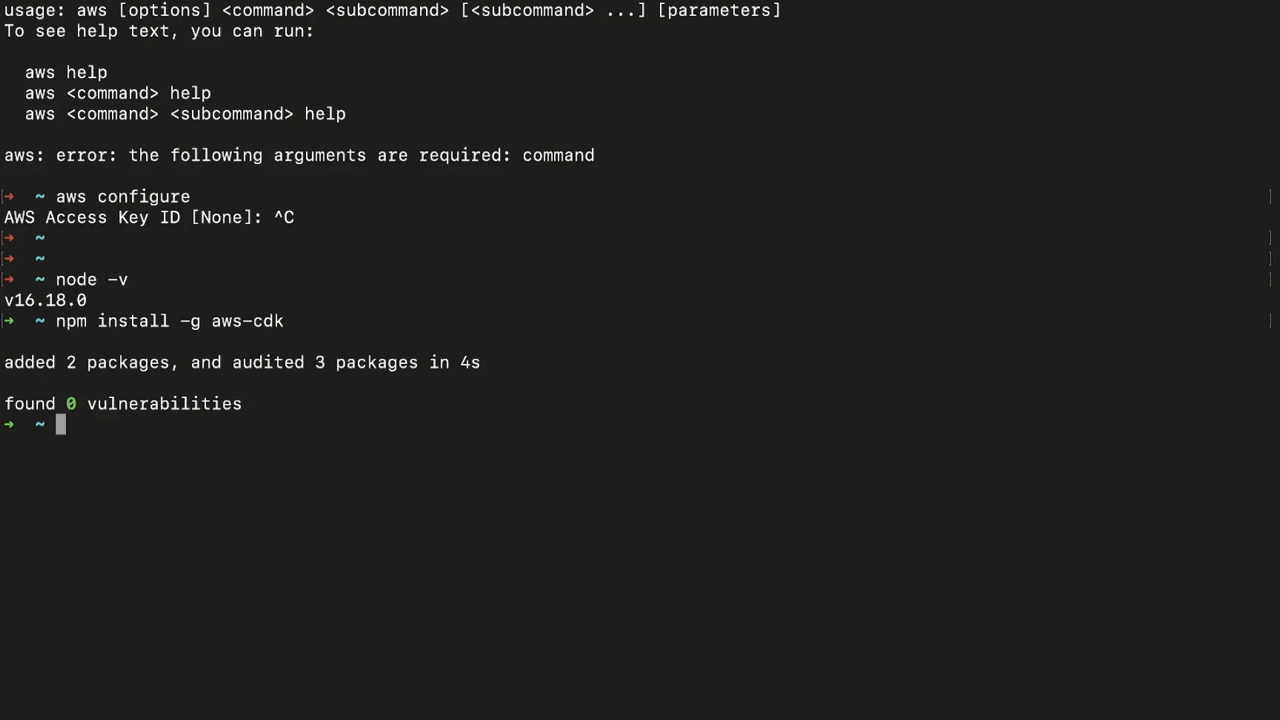 usage: aws [options] <command> <subcommand> [<subcommand> ...] [parameters]
To see help text, you can run:
aws help
aws <command> help
aws <command> <subcommand> help
aws: error: the following arguments are required: command
➜ ~ aws configure
AWS Access Key ID [None]: ^C
➜ ~
➜ ~
➜ ~ node -v
v16.18.0
➜ ~ npm install -g aws-cdk
added 2 packages, and audited 3 packages in 4s
found 0 vulnerabilities
➜ ~